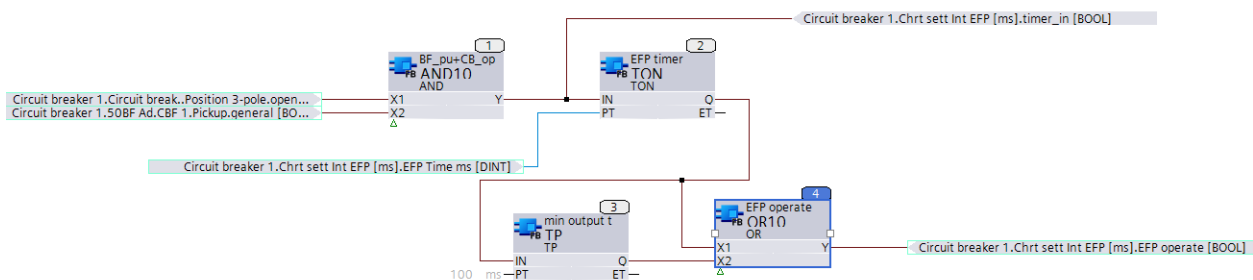 Circuit breaker 1.Chrt sett Int EFP [ms].timer_in [BOOL]
1
2
BF_pu+CB_op
FB
AND10
AND
EFP timer
FB
TON
TON
Circuit breaker 1.Circuit break..Position 3-pole.open...
X1
Y
IN
Q
Circuit breaker 1.50BF Ad.CBF 1.Pickup.general [BO...
X2
PT
ET
Circuit breaker 1.Chrt sett Int EFP [ms].EFP Time ms [DINT]
3
4
min output t
FB
TP
TP
EFP operate
FB
OR10
OR
X1
Y
Circuit breaker 1.Chrt sett Int EFP [ms].EFP operate [BOOL]
IN
Q
X2
100 ms
PT
ET